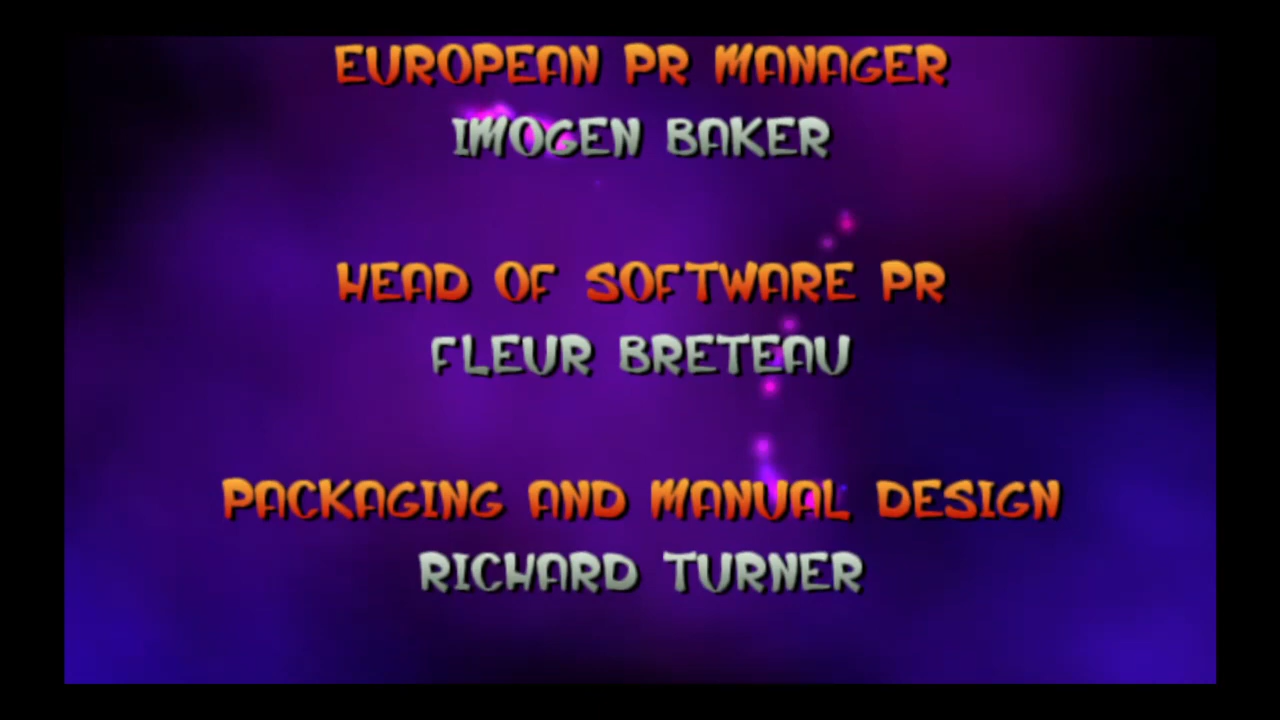 EUROPEAN PR MANAGER
IMOGEN BAKER
HEAD OF SOFTWARE PR
FLEUR BRETEAU
PACKAGING AND MANUAL DESIGN
RICHARD TURNER